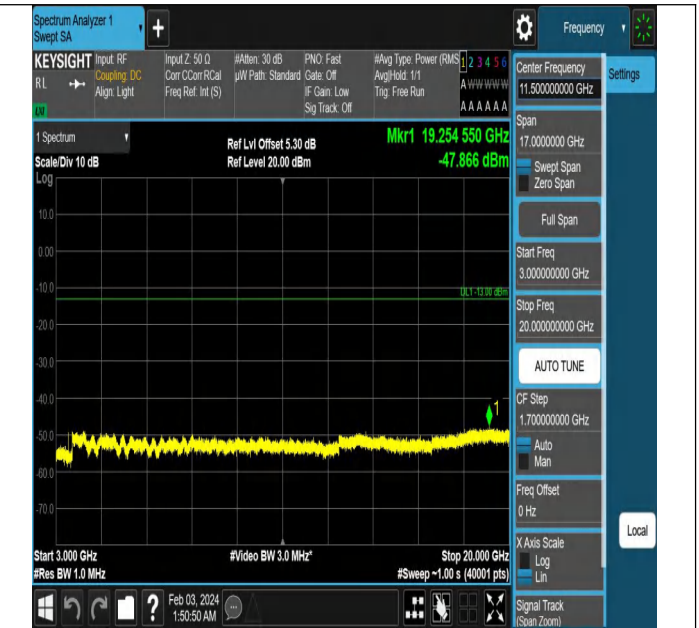 Spectrum Analyzer 1
Swept SA
+
Frequency
KEYSIGHT
RL
Input: RF
Coupling: DC
Align: Light
Input Z: 50 Ω
Corr CCorr RCal
Freq Ref: Int (S)
#Atten: 30 dB
µW Path: Standard
PNO: Fast
Gate: Off
IF Gain: Low
Sig Track: Off
#Avg Type: Power (RMS
Avg|Hold: 1/1
Trig: Free Run
1 2 3 4 5 6
A W W W W W
A A A A A A
1 Spectrum
Scale/Div 10 dB
Ref Lvl Offset 5.30 dB
Ref Level 20.00 dBm
Mkr1 19.254 550 GHz
-47.866 dBm
Log
10.0
0.00
-10.0
DL1 -13.00 dBm
-20.0
-30.0
-40.0
1
-50.0
-60.0
-70.0
Start 3.000 GHz
#Res BW 1.0 MHz
#Video BW 3.0 MHz*
Stop 20.000 GHz
#Sweep ~1.00 s (40001 pts)
Center Frequency
11.500000000 GHz
Settings
Span
17.0000000 GHz
Swept Span
Zero Span
Full Span
Start Freq
3.000000000 GHz
Stop Freq
20.000000000 GHz
AUTO TUNE
CF Step
1.700000000 GHz
Auto
Man
Freq Offset
0 Hz
X Axis Scale
Log
Lin
Local
Signal Track
(Span Zoom)
?
Feb 03, 2024
1:50:50 AM